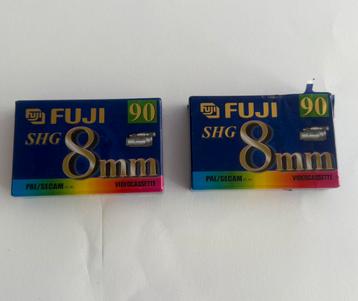 FUJI 90
SHG
8mm
PAL/SECAM VIDEOCASSETTE
FUJI 90
SHG
8mm
PAL/SECAM VIDEOCASSETTE